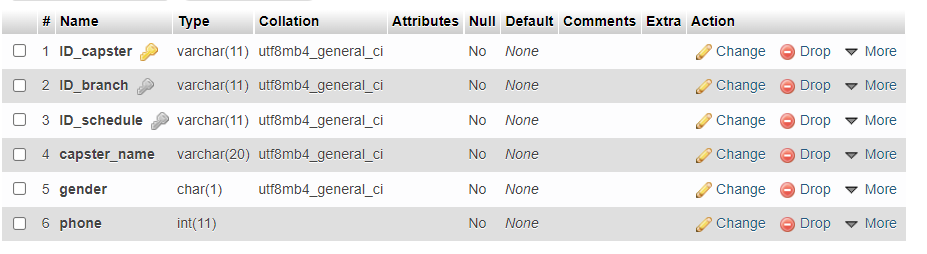 # Name Type Collation Attributes Null Default Comments Extra Action
1 ID_capster varchar(11) utf8mb4_general_ci No None Change Drop More
2 ID_branch varchar(11) utf8mb4_general_ci No None Change Drop More
3 ID_schedule varchar(11) utf8mb4_general_ci No None Change Drop More
4 capster_name varchar(20) utf8mb4_general_ci No None Change Drop More
5 gender char(1) utf8mb4_general_ci No None Change Drop More
6 phone int(11) No None Change Drop More